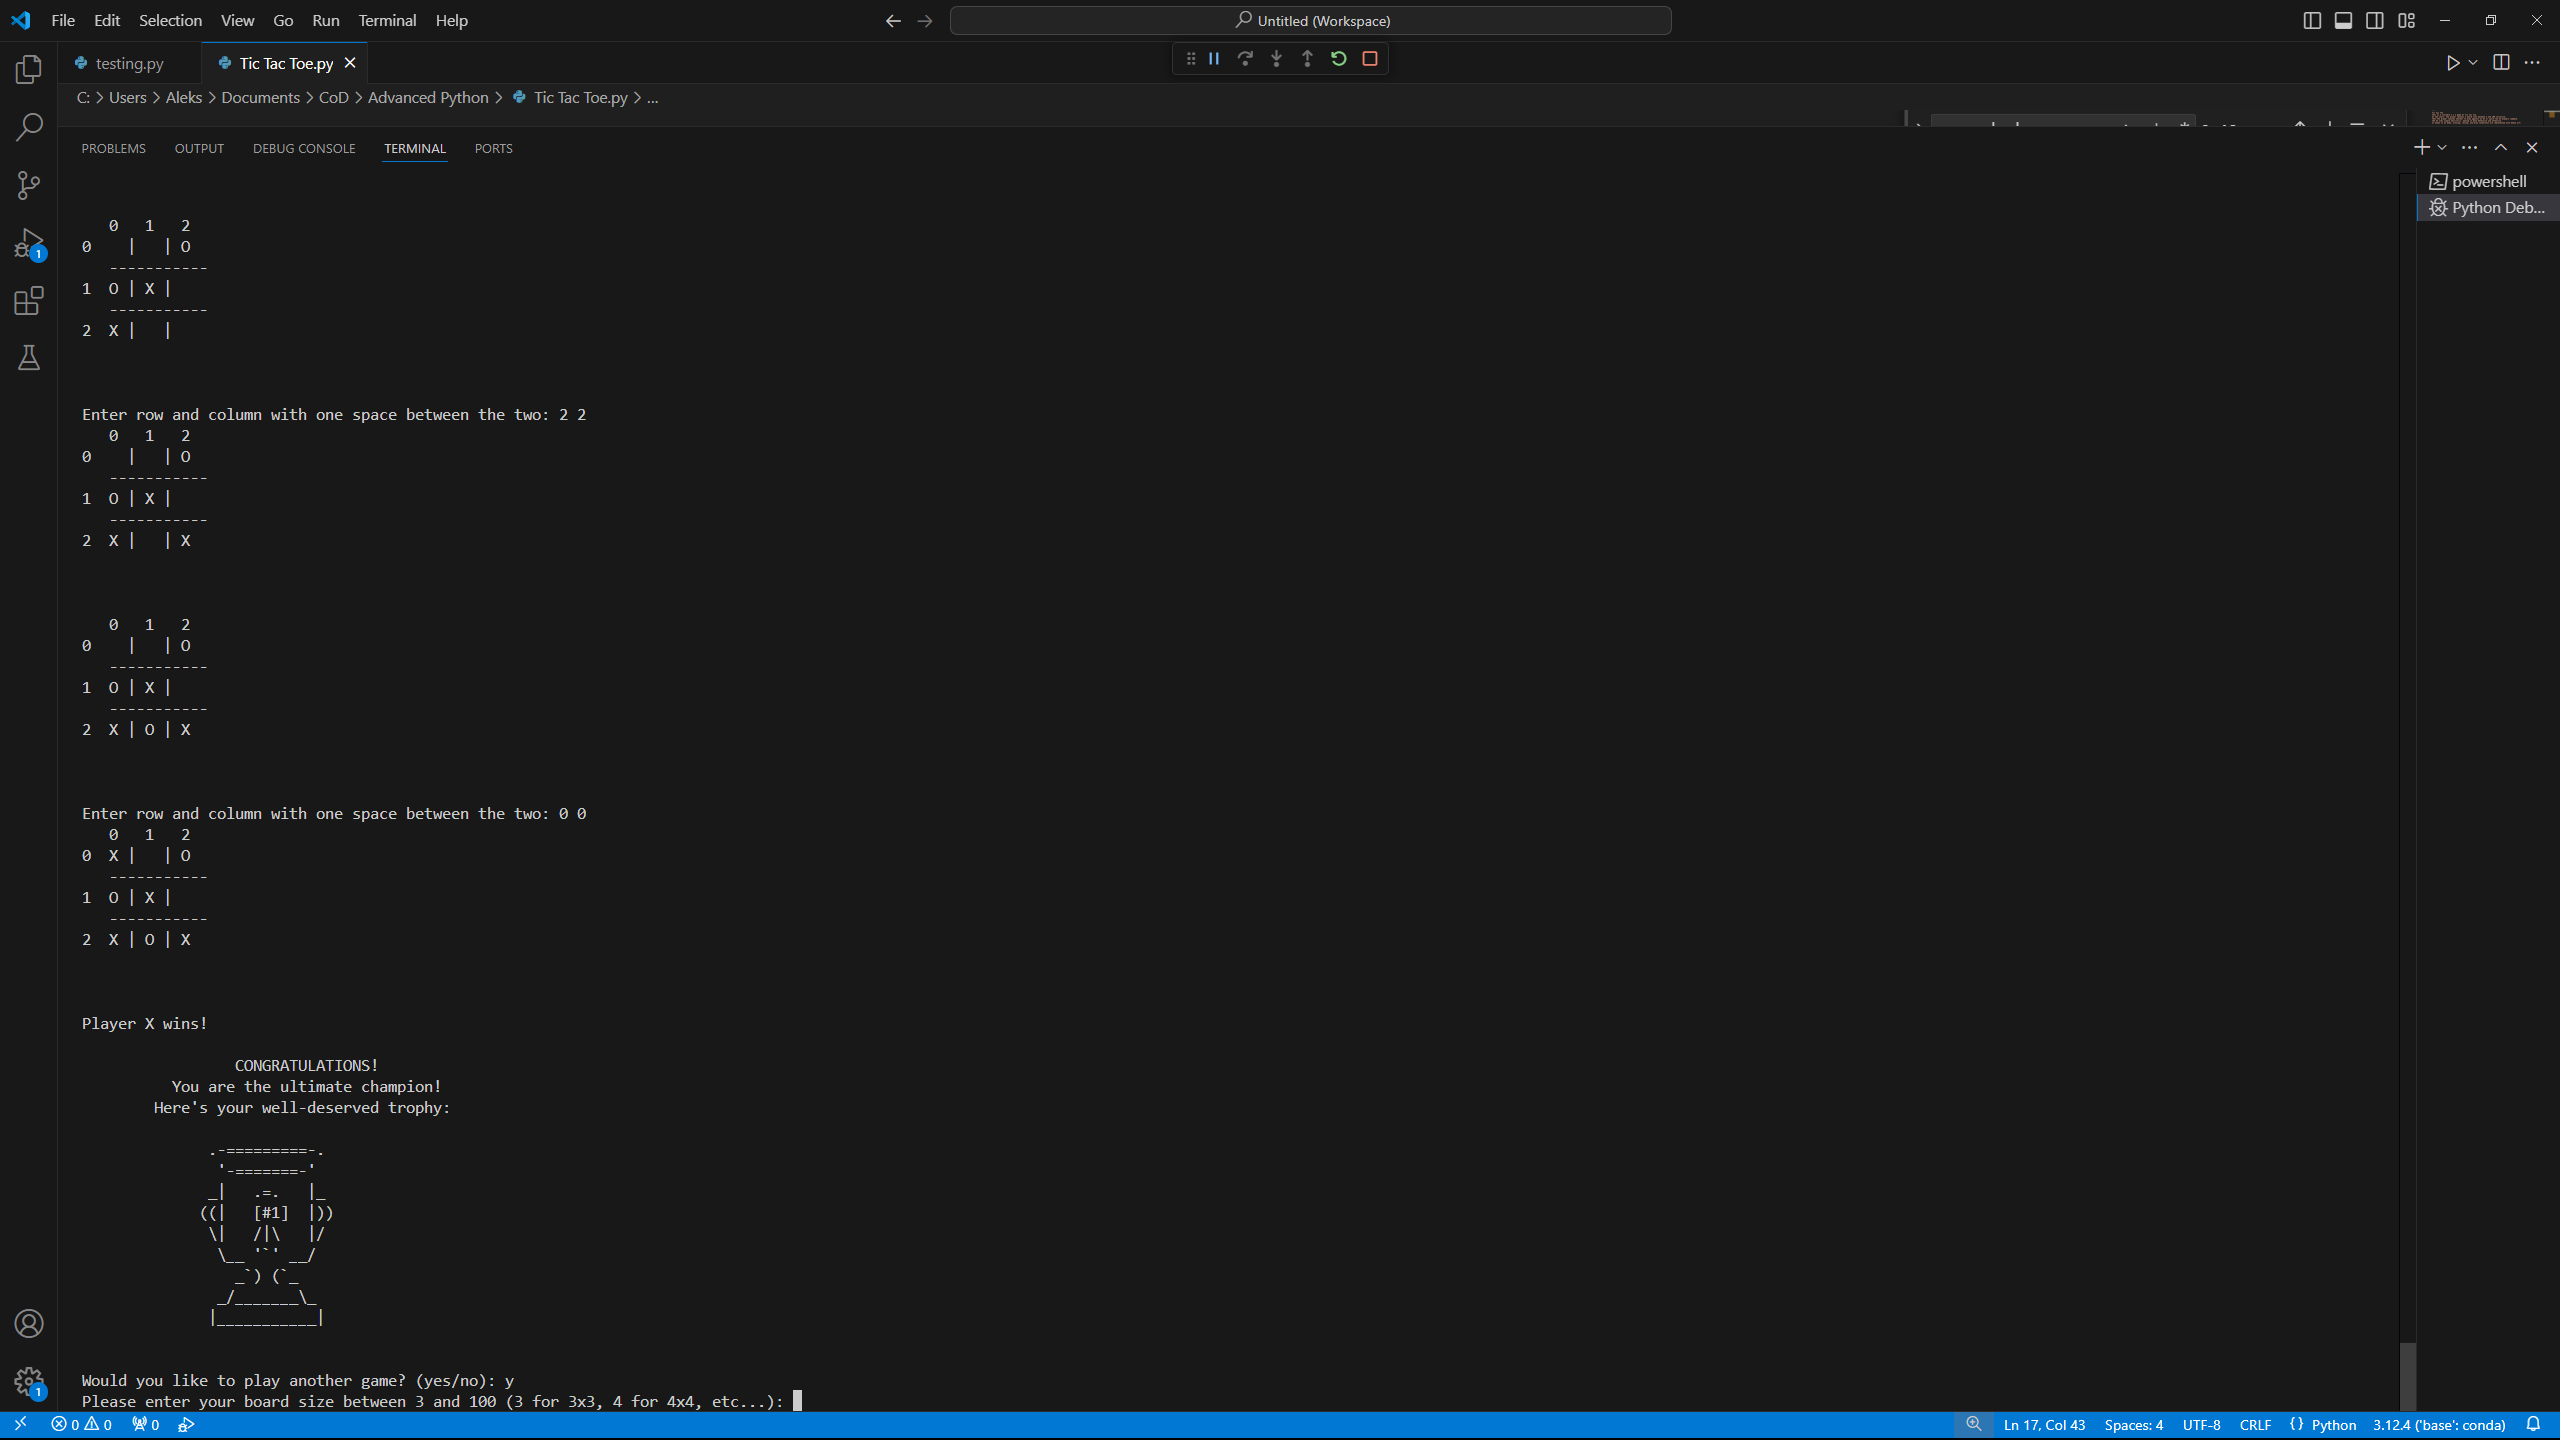 File Edit Selection View Go Run Terminal Help
Untitled (Workspace)
testing.py
Tic Tac Toe.py
C: > Users > Aleks > Documents > CoD > Advanced Python > Tic Tac Toe.py > ...
PROBLEMS OUTPUT DEBUG CONSOLE TERMINAL PORTS
powershell
Python Deb...
    0   1   2
0     |   | O
   -----------
1  O | X |
   -----------
2  X |   |
Enter row and column with one space between the two: 2 2
   0   1   2
0     |   | O
   -----------
1  O | X |
   -----------
2  X |   | X
   0   1   2
0     |   | O
   -----------
1  O | X |
   -----------
2  X | O | X
Enter row and column with one space between the two: 0 0
   0   1   2
0  X |   | O
   -----------
1  O | X |
   -----------
2  X | O | X
Player X wins!
CONGRATULATIONS!
You are the ultimate champion!
Here's your well-deserved trophy:
              .-=========-.
               '-=======-'
              _|   .=.   |_
             ((|   [#1]  |))
              \|   /|\   |/
               \__ '`' __/
                 _`) (`_
               _/_______\_
              |___________|
Would you like to play another game? (yes/no): y
Please enter your board size between 3 and 100 (3 for 3x3, 4 for 4x4, etc...):
0 0 0
Ln 17, Col 43 Spaces: 4 UTF-8 CRLF {} Python 3.12.4 ('base': conda)
1
1